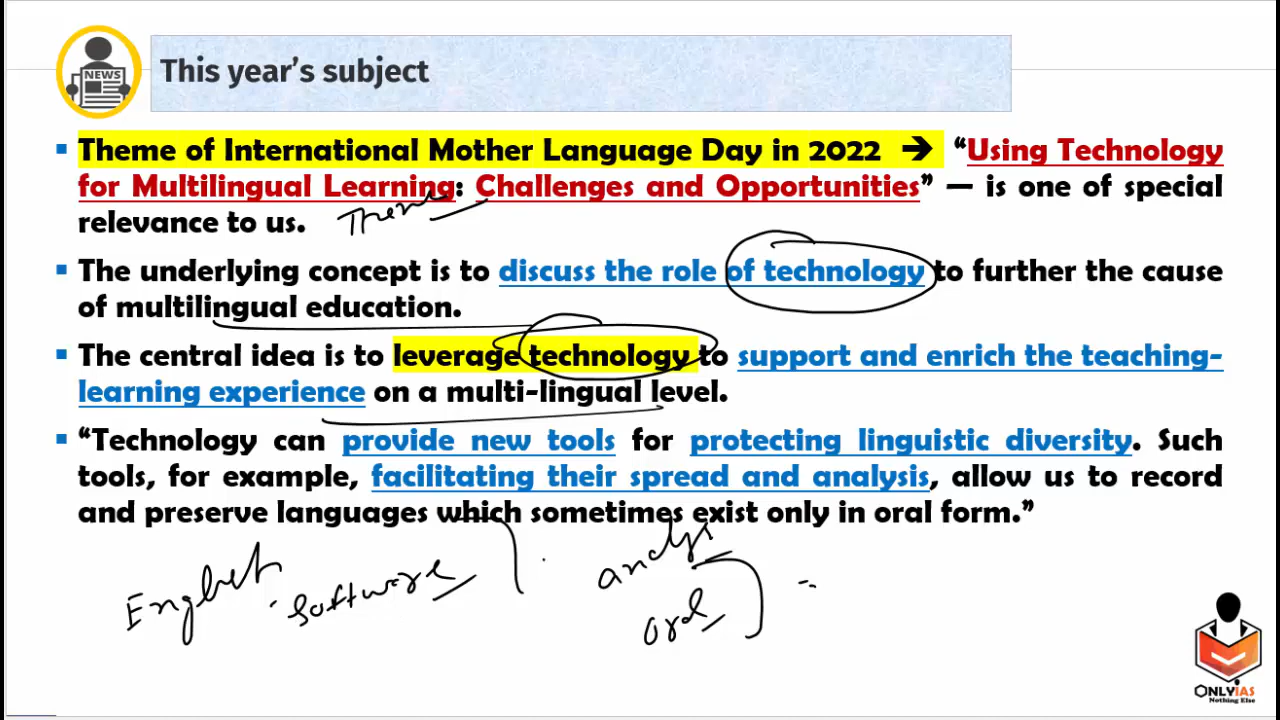 NEWS
This year's subject
▪ Theme of International Mother Language Day in 2022 → “Using Technology
for Multilingual Learning: Challenges and Opportunities” — is one of special
relevance to us.
Theme
▪ The underlying concept is to discuss the role of technology to further the cause
of multilingual education.
▪ The central idea is to leverage technology to support and enrich the teaching-
learning experience on a multi-lingual level.
▪ “Technology can provide new tools for protecting linguistic diversity. Such
tools, for example, facilitating their spread and analysis, allow us to record
and preserve languages which sometimes exist only in oral form.”
software
oral
ONLYIAS
Nothing Else